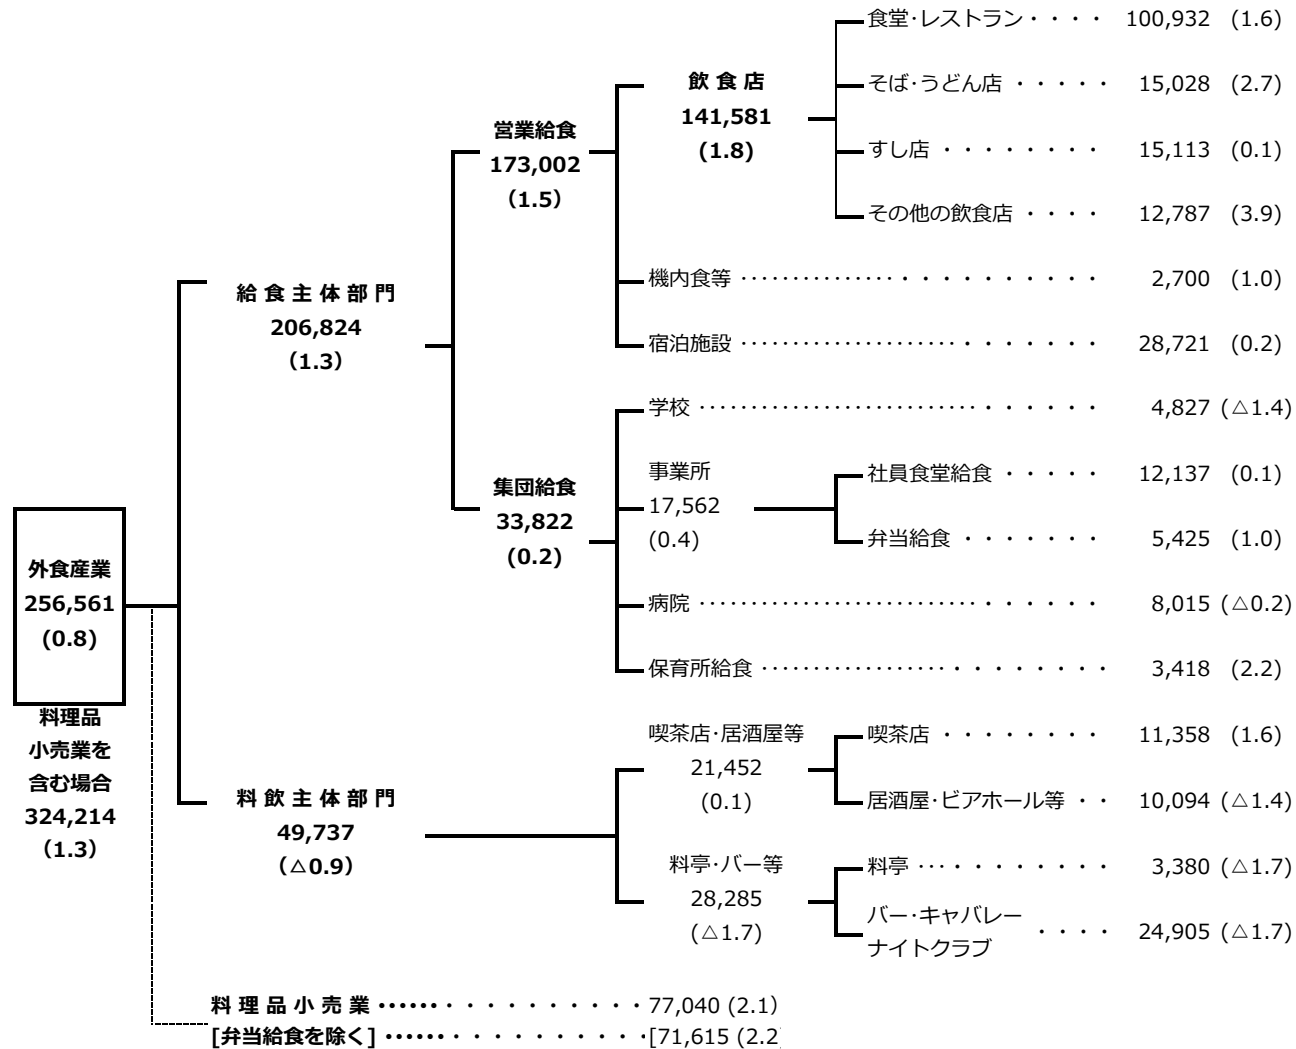 食堂･レストラン・・・・ 100,932 (1.6)
飲 食 店
141,581
(1.8)
そば･うどん店 ・・・・・ 15,028 (2.7)
すし店 ・・・・・・・・ 15,113 (0.1)
その他の飲食店 ・・・・ 12,787 (3.9)
営業給食
173,002
(1.5)
機内食等 ･･･････････････・・・・・・・・・・ 2,700 (1.0)
宿泊施設 ･････････････････････・・・・・・・ 28,721 (0.2)
給 食 主 体 部 門
206,824
(1.3)
学校 ･･･････････････････････････・・・・・・ 4,827 (△1.4)
事業所
17,562
(0.4)
社員食堂給食 ・・・・・ 12,137 (0.1)
弁当給食 ・・・・・・・ 5,425 (1.0)
集団給食
33,822
(0.2)
病院 ･･･････････････････････････・・・・・・ 8,015 (△0.2)
保育所給食 ･･････････････････・・・・・・・・ 3,418 (2.2)
外食産業
256,561
(0.8)
料理品
小売業を
含む場合
324,214
(1.3)
喫茶店･居酒屋等
21,452
(0.1)
喫茶店 ・・・・・・・・ 11,358 (1.6)
居酒屋･ビアホール等 ・・ 10,094 (△1.4)
料 飲 主 体 部 門
49,737
(△0.9)
料亭･バー等
28,285
(△1.7)
料亭 ･･･・・・・・・・・ 3,380 (△1.7)
バー･キャバレー
ナイトクラブ ・・・・ 24,905 (△1.7)
料 理 品 小 売 業 ･･････・・・・・・・・・・ 77,040 (2.1)
[弁当給食を除く] ･･････・・・・・・・・・・[71,615 (2.2